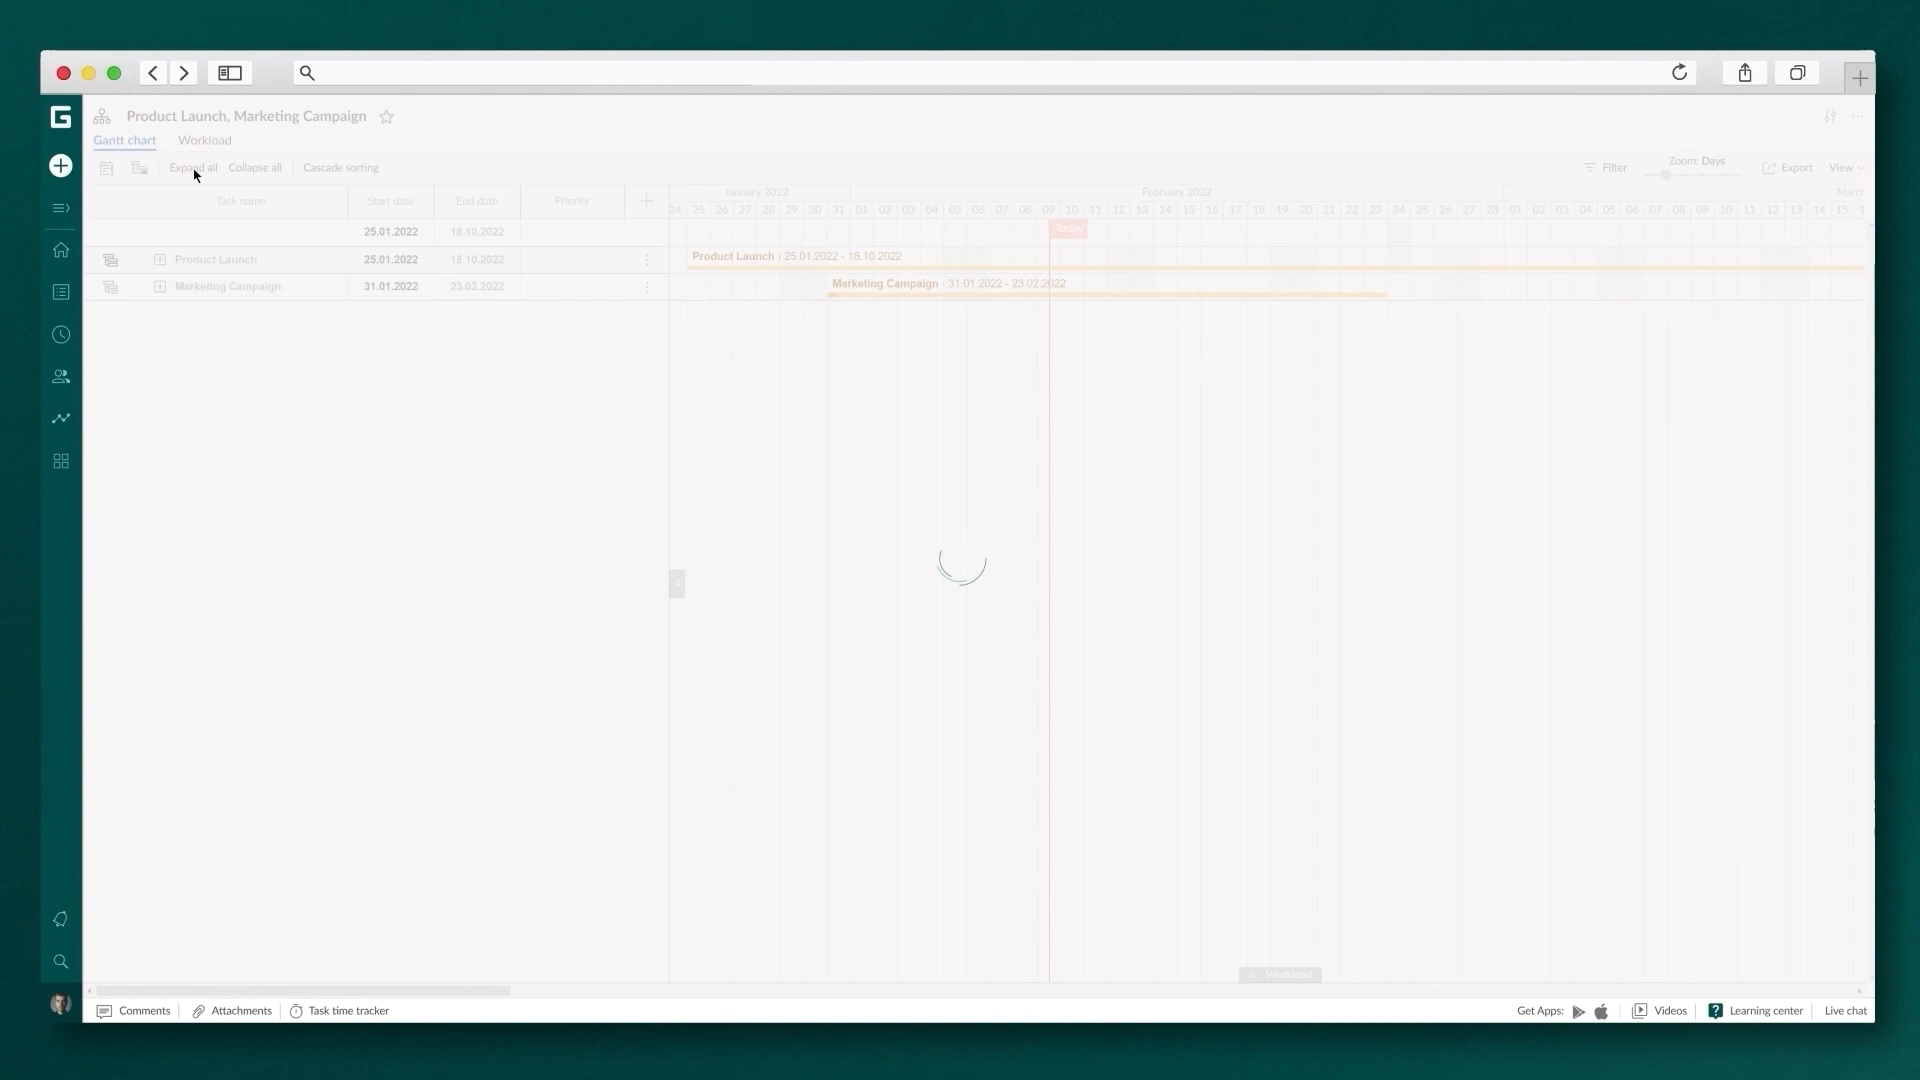 Product Launch, Marketing Campaign
Gantt chart Workload
Expand all Collapse all Cascade sorting Filter Zoom: Days Export View
Task name Start date End date Priority January 2022 February 2022 March
24 25 26 27 28 29 30 31 01 02 03 04 05 06 07 08 09 10 11 12 13 14 15 16 17 18 19 20 21 22 23 24 25 26 27 28 01 02 03 04 05 06 07 08 09 10 11 12 13 14 15 1
25.01.2022 18.10.2022 Today
Product Launch 25.01.2022 18.10.2022 Product Launch 25.01.2022 - 18.10.2022
Marketing Campaign 31.01.2022 23.02.2022 Marketing Campaign 31.01.2022 - 23.02.2022
Workload
Comments Attachments Task time tracker Get Apps: Videos ? Learning center Live chat